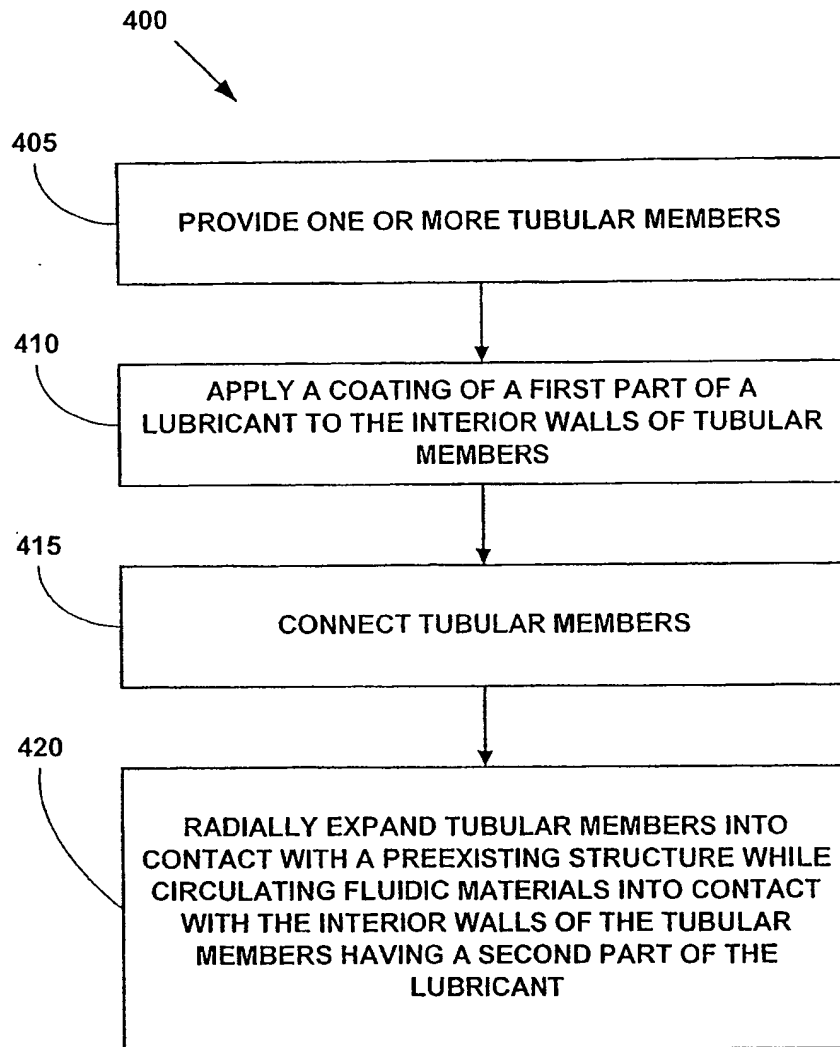 400
405
PROVIDE ONE OR MORE TUBULAR MEMBERS
410
APPLY A COATING OF A FIRST PART OF A
LUBRICANT TO THE INTERIOR WALLS OF TUBULAR
MEMBERS
415
CONNECT TUBULAR MEMBERS
420
RADIALLY EXPAND TUBULAR MEMBERS INTO
CONTACT WITH A PREEXISTING STRUCTURE WHILE
CIRCULATING FLUIDIC MATERIALS INTO CONTACT
WITH THE INTERIOR WALLS OF THE TUBULAR
MEMBERS HAVING A SECOND PART OF THE
LUBRICANT